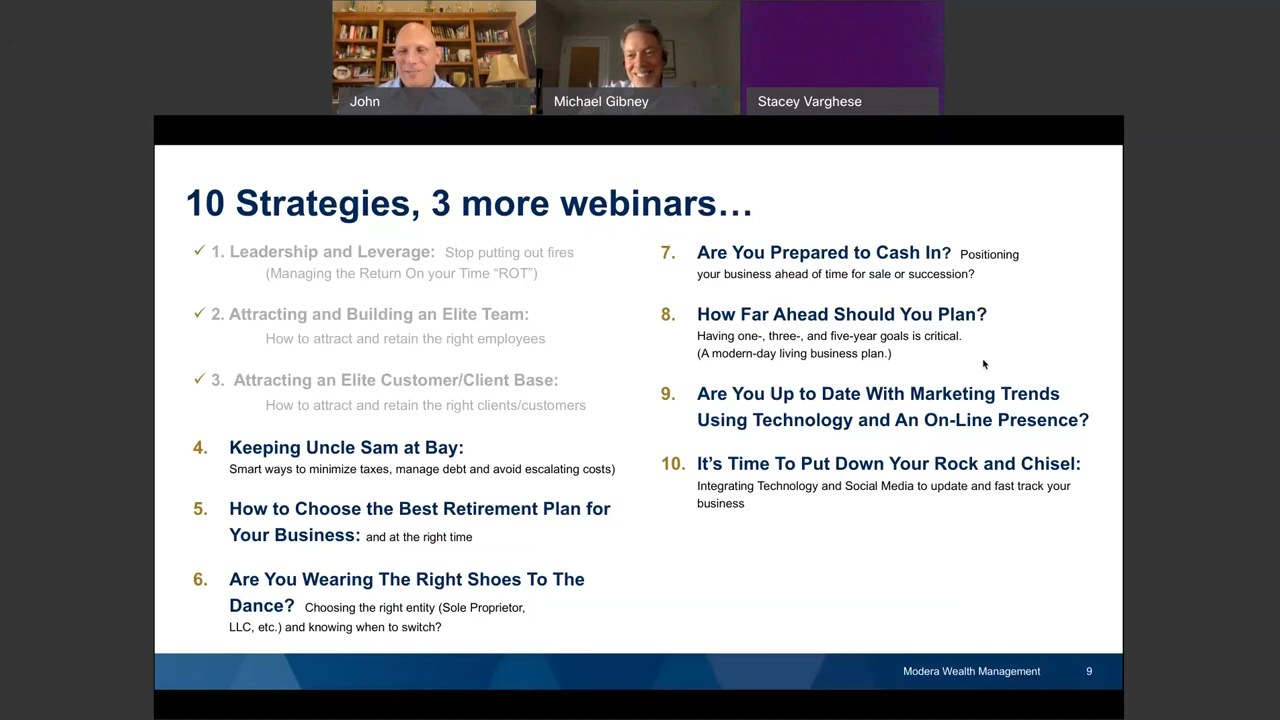 John
Michael Gibney
Stacey Varghese
10 Strategies, 3 more webinars…
✓ 1. Leadership and Leverage: Stop putting out fires
(Managing the Return On your Time “ROT”)
✓ 2. Attracting and Building an Elite Team:
How to attract and retain the right employees
✓ 3. Attracting an Elite Customer/Client Base:
How to attract and retain the right clients/customers
4. Keeping Uncle Sam at Bay:
Smart ways to minimize taxes, manage debt and avoid escalating costs)
5. How to Choose the Best Retirement Plan for
Your Business: and at the right time
6. Are You Wearing The Right Shoes To The
Dance? Choosing the right entity (Sole Proprietor,
LLC, etc.) and knowing when to switch?
7. Are You Prepared to Cash In? Positioning
your business ahead of time for sale or succession?
8. How Far Ahead Should You Plan?
Having one-, three-, and five-year goals is critical.
(A modern-day living business plan.)
9. Are You Up to Date With Marketing Trends
Using Technology and An On-Line Presence?
10. It’s Time To Put Down Your Rock and Chisel:
Integrating Technology and Social Media to update and fast track your
business
Modera Wealth Management 9